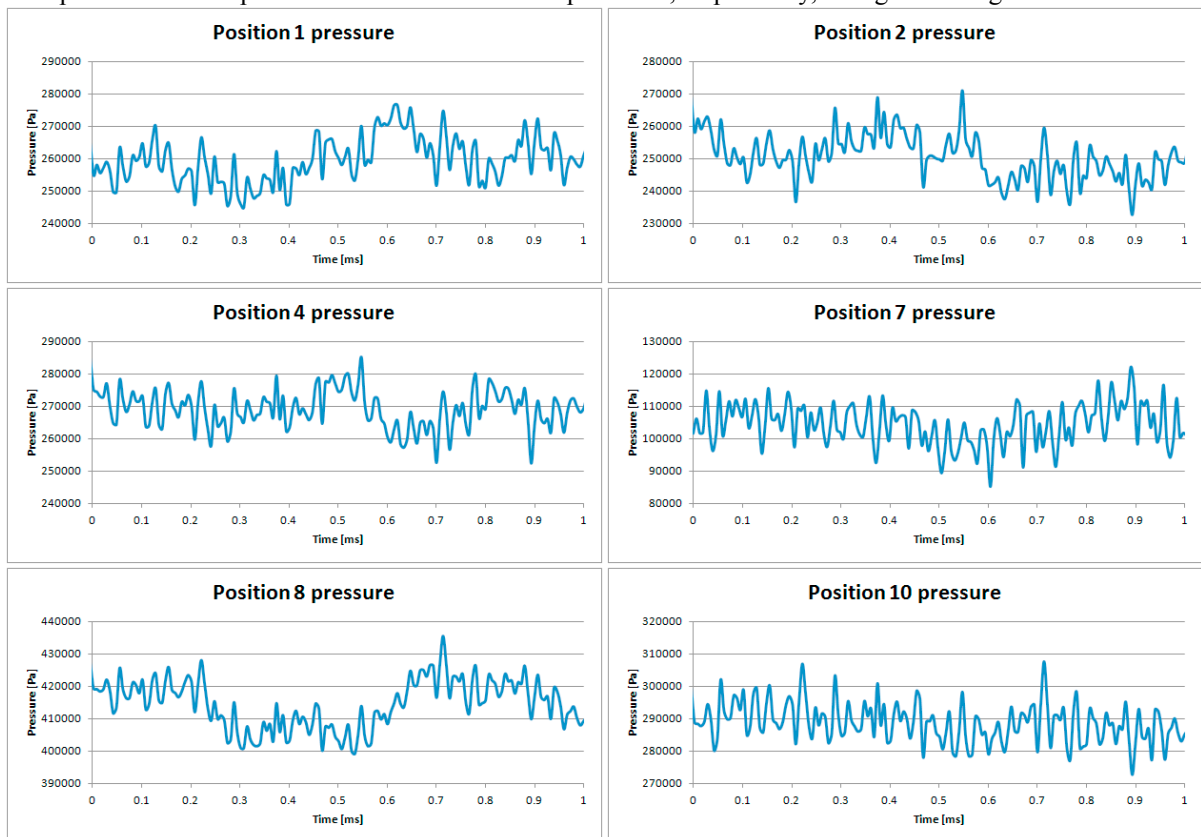 Position 1 pressure
Pressure [Pa]
290000
280000
270000
260000
250000
240000
0 0.1 0.2 0.3 0.4 0.5 0.6 0.7 0.8 0.9 1
Time [ms]
Position 2 pressure
Pressure [Pa]
280000
270000
260000
250000
240000
230000
0 0.1 0.2 0.3 0.4 0.5 0.6 0.7 0.8 0.9 1
Time [ms]
Position 4 pressure
Pressure [Pa]
290000
280000
270000
260000
250000
240000
0 0.1 0.2 0.3 0.4 0.5 0.6 0.7 0.8 0.9 1
Time [ms]
Position 7 pressure
Pressure [Pa]
130000
120000
110000
100000
90000
80000
0 0.1 0.2 0.3 0.4 0.5 0.6 0.7 0.8 0.9 1
Time [ms]
Position 8 pressure
Pressure [Pa]
440000
430000
420000
410000
400000
390000
0 0.1 0.2 0.3 0.4 0.5 0.6 0.7 0.8 0.9 1
Time [ms]
Position 10 pressure
Pressure [Pa]
320000
310000
300000
290000
280000
270000
0 0.1 0.2 0.3 0.4 0.5 0.6 0.7 0.8 0.9 1
Time [ms]